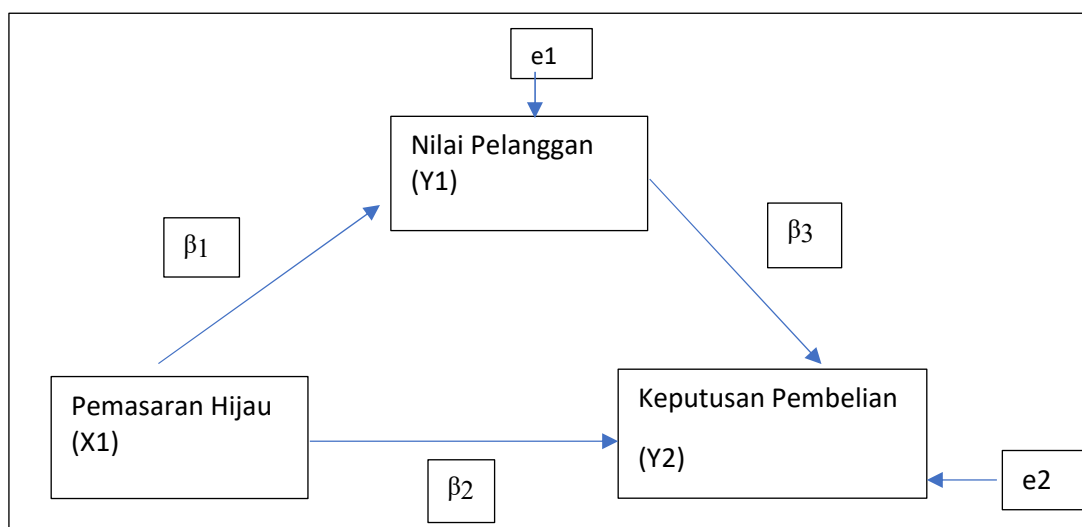 e1
Nilai Pelanggan
(Y1)
β1
β3
Pemasaran Hijau
(X1)
Keputusan Pembelian
(Y2)
β2
e2